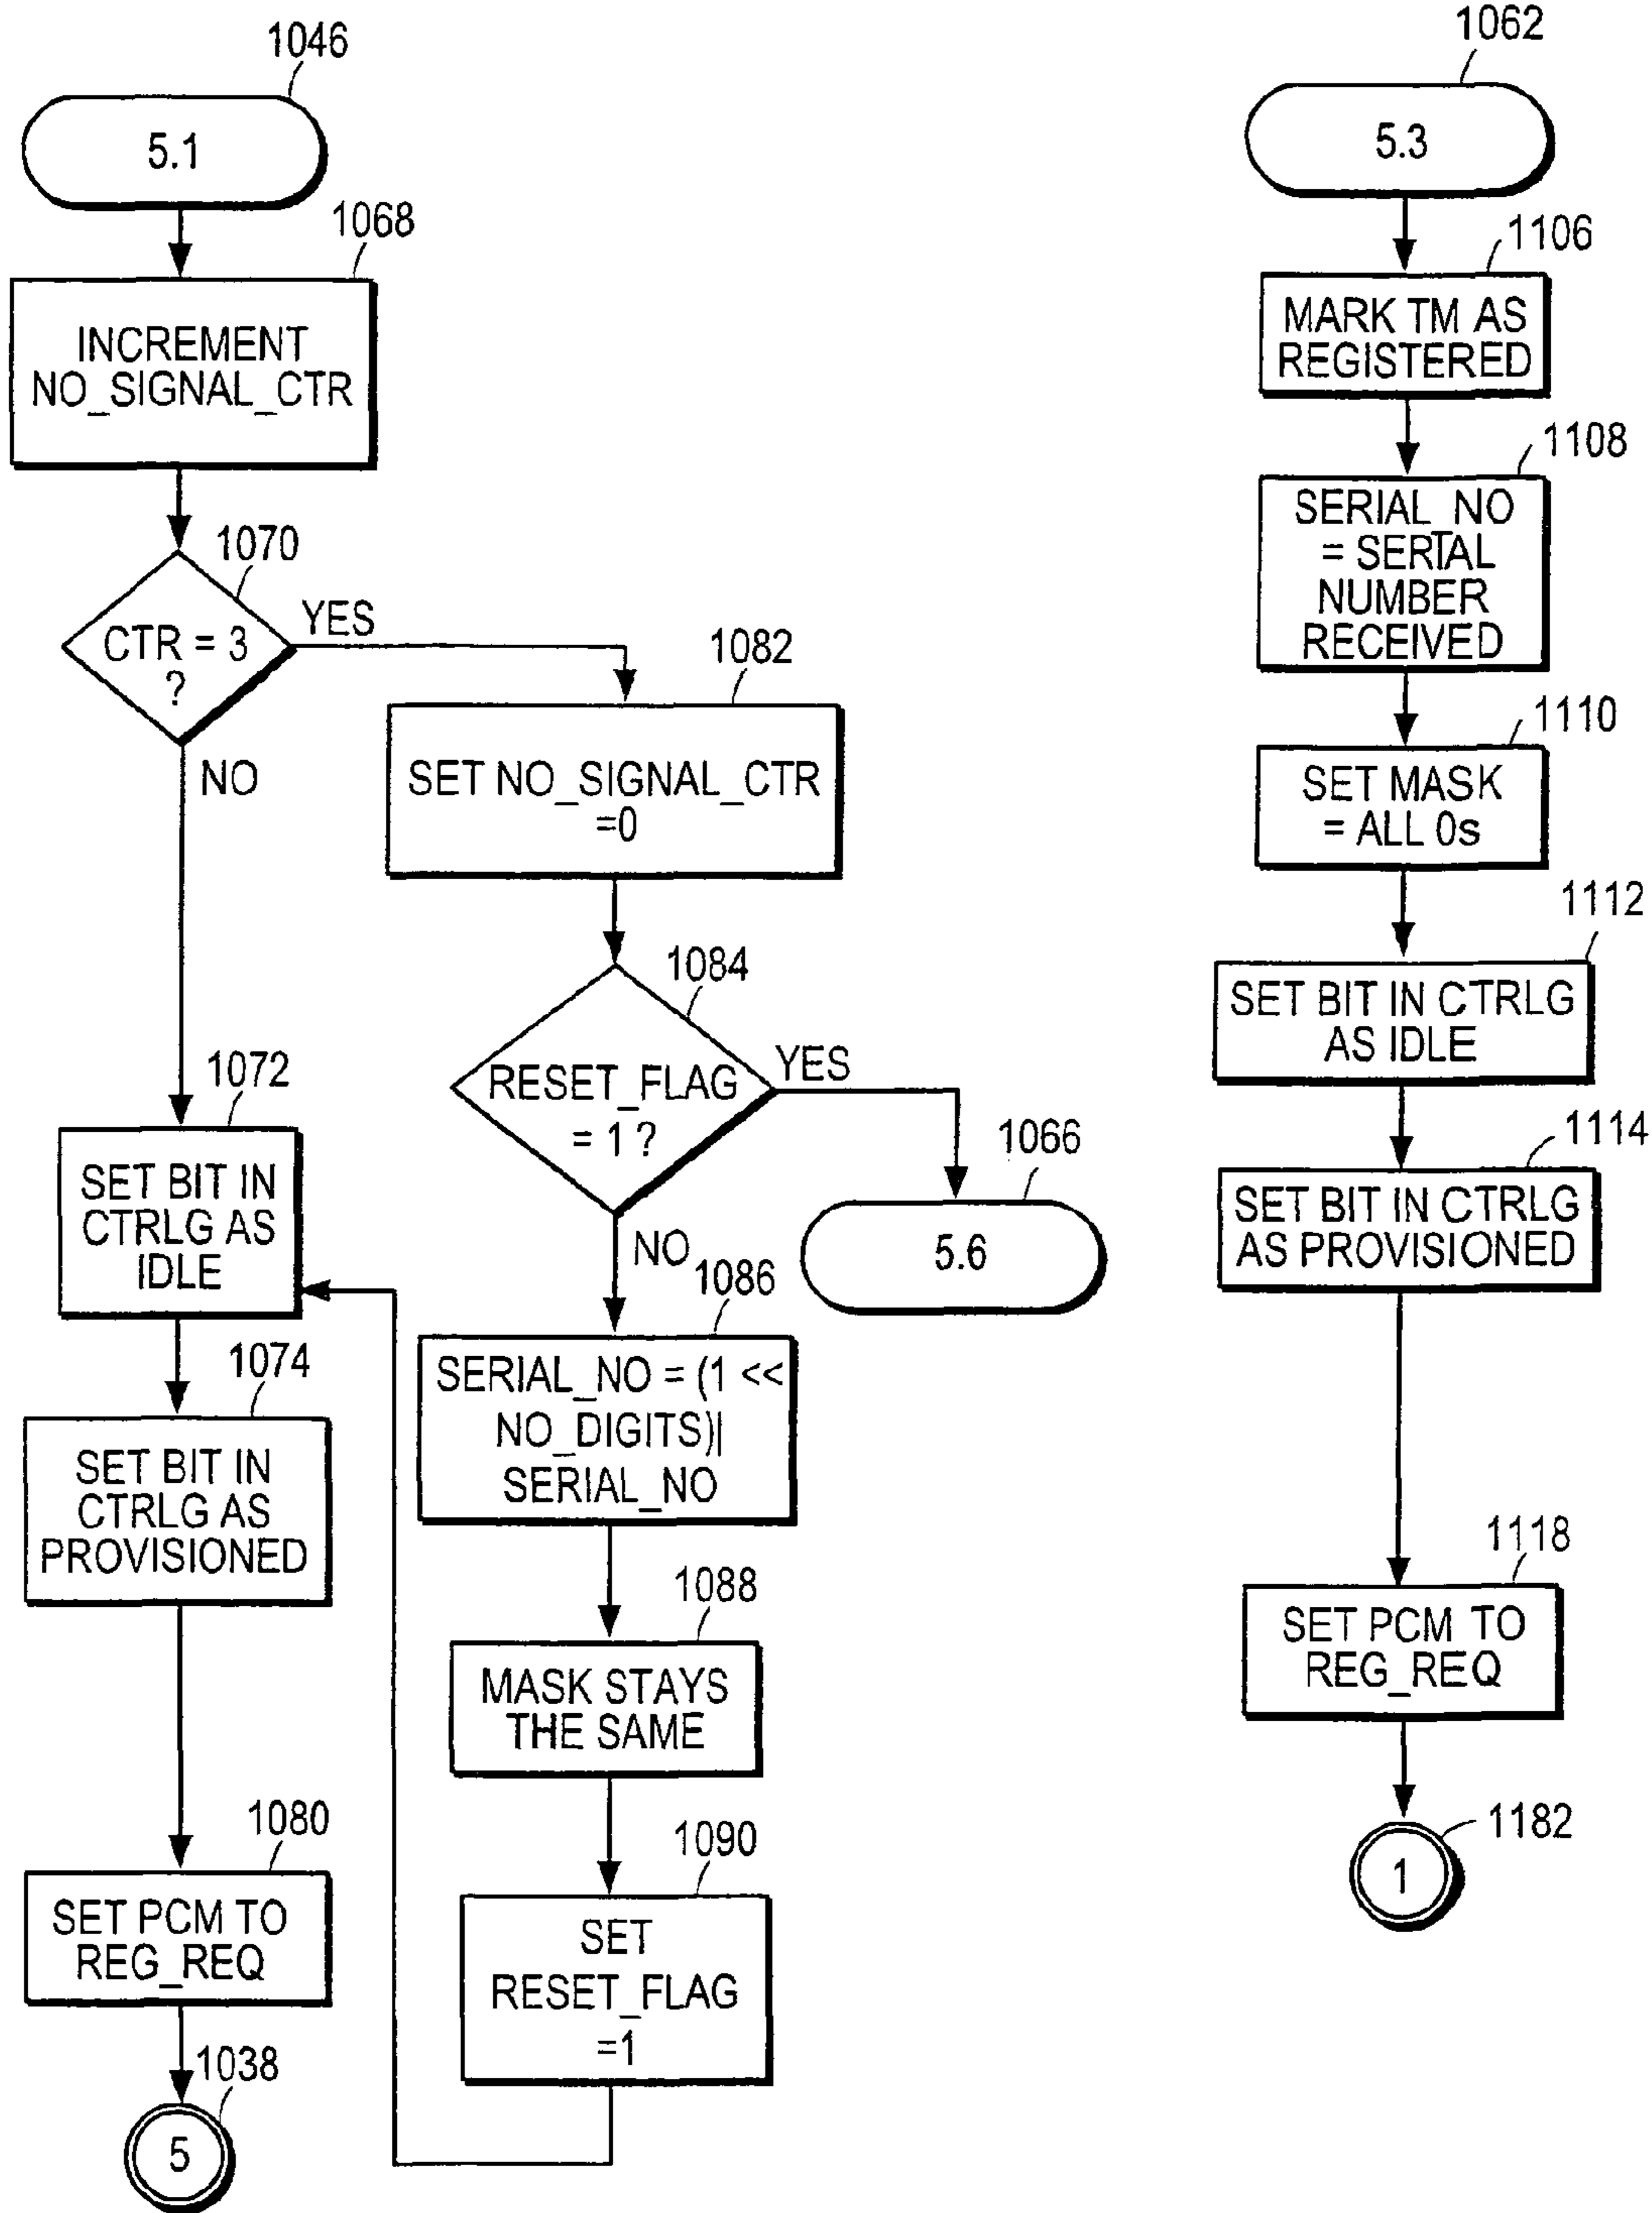 1046
5.1
1068
INCREMENT
NO_SIGNAL_CTR
1070
CTR = 3
?
YES
NO
1082
SET NO_SIGNAL_CTR
=0
1084
RESET_FLAG
= 1 ?
YES
NO
1066
5.6
1072
SET BIT IN
CTRLG AS
IDLE
1074
SET BIT IN
CTRLG AS
PROVISIONED
1080
SET PCM TO
REG_REQ
1038
5
1086
SERIAL_NO = (1 <<
NO_DIGITS)|
SERIAL_NO
1088
MASK STAYS
THE SAME
1090
SET
RESET_FLAG
=1
1062
5.3
1106
MARK TM AS
REGISTERED
1108
SERIAL_NO
= SERTAL
NUMBER
RECEIVED
1110
SET MASK
= ALL 0s
1112
SET BIT IN CTRLG
AS IDLE
1114
SET BIT IN CTRLG
AS PROVISIONED
1118
SET PCM TO
REG_REQ
1182
1